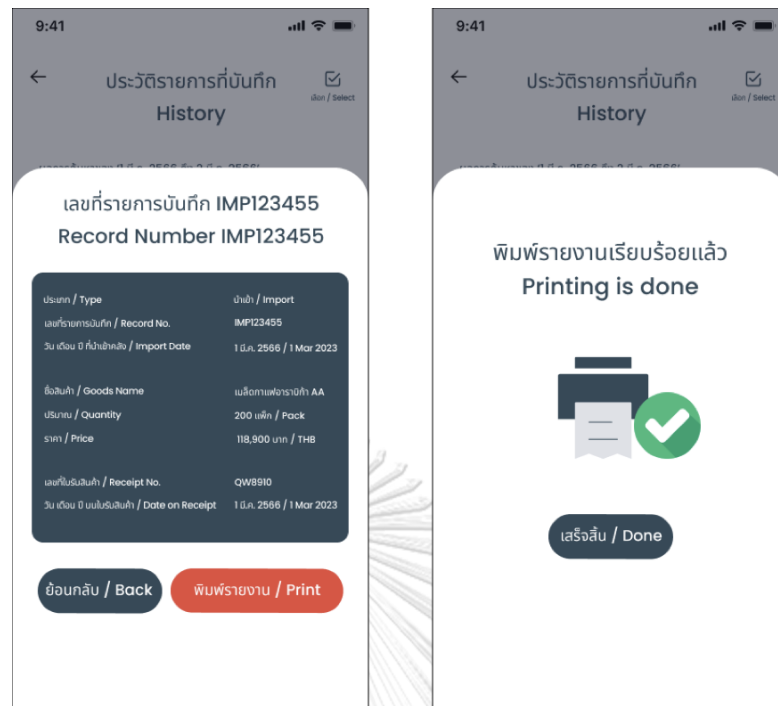 9:41
ประวัติรายการที่บันทึก
History
เลือก / Select
เลขที่รายการบันทึก IMP123455
Record Number IMP123455
ประเภท / Type นำเข้า / Import
เลขที่รายการบันทึก / Record No. IMP123455
วัน เดือน ปี ที่นำเข้าคลัง / Import Date 1 มี.ค. 2566 / 1 Mar 2023
ชื่อสินค้า / Goods Name เมล็ดกาแฟอาราบิก้า AA
ปริมาณ / Quantity 200 แพ็ก / Pack
ราคา / Price 118,900 บาท / THB
เลขที่ใบรับสินค้า / Receipt No. QW8910
วัน เดือน ปี บนใบรับสินค้า / Date on Receipt 1 มี.ค. 2566 / 1 Mar 2023
ย้อนกลับ / Back พิมพ์รายงาน / Print
9:41
ประวัติรายการที่บันทึก
History
เลือก / Select
พิมพ์รายงานเรียบร้อยแล้ว
Printing is done
เสร็จสิ้น / Done